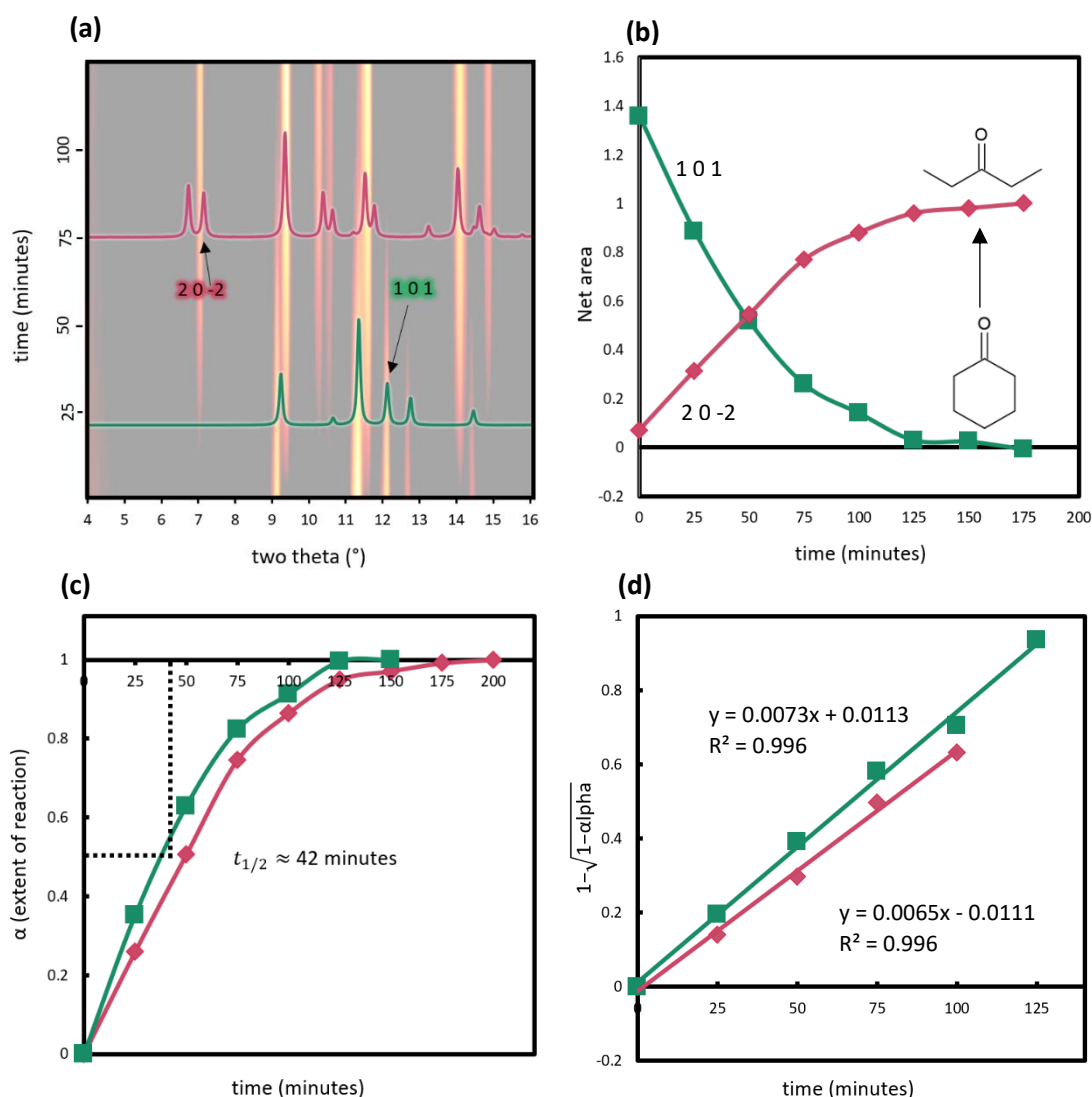 (a)
time (minutes)
100
75
50
25
2 0 -2
1 0 1
4 5 6 7 8 9 10 11 12 13 14 15 16
two theta (°)
(b)
Net area
1.6
1.4
1.2
1
0.8
0.6
0.4
0.2
0
-0.2
1 0 1
2 0 -2
O
O
0 25 50 75 100 125 150 175 200
time (minutes)
(c)
α (extent of reaction)
1
0.8
0.6
0.4
0.2
0
0 25 50 75 100 125 150 175 200
t1/2 ≈ 42 minutes
time (minutes)
(d)
1−√1−αlpha
1
0.8
0.6
0.4
0.2
0
-0.2
y = 0.0073x + 0.0113
R² = 0.996
y = 0.0065x - 0.0111
R² = 0.996
0 25 50 75 100 125
time (minutes)